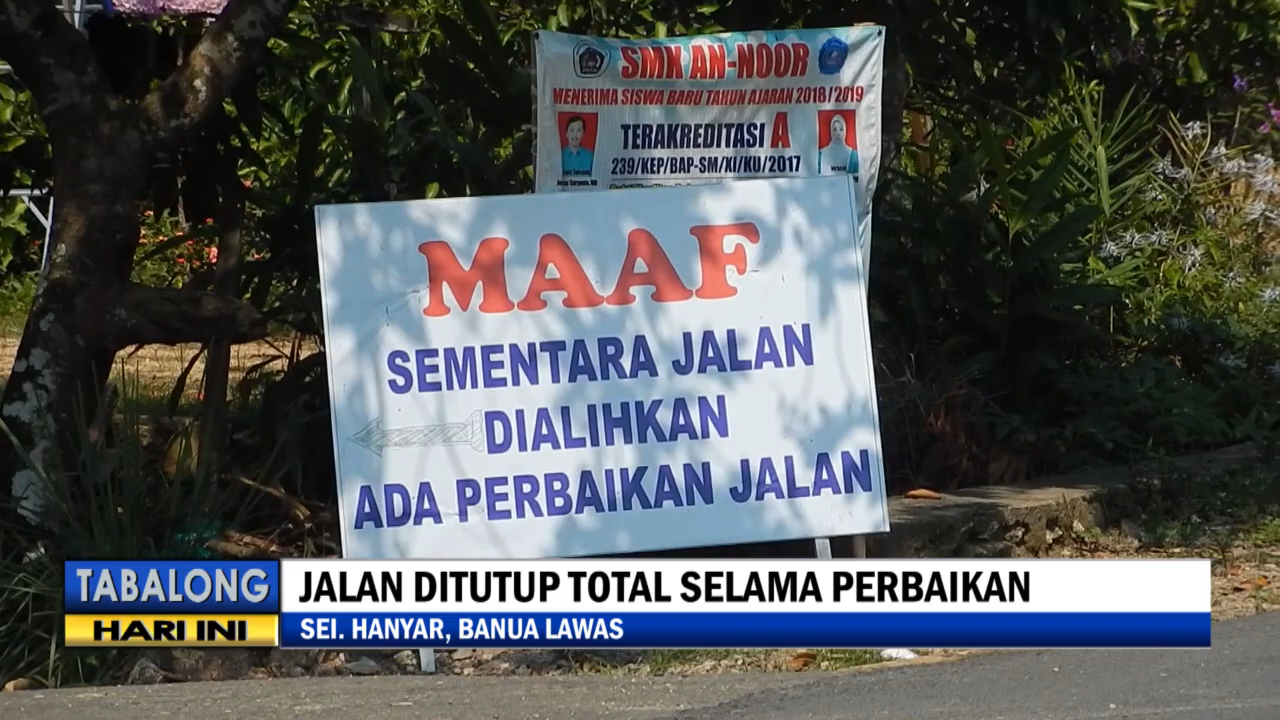 SMK AN-NOOR
MENERIMA SISWA BARU TAHUN AJARAN 2018/2019
TERAKREDITASI A
239/KEP/BAP-SM/XI/KU/2017
MAAF
SEMENTARA JALAN
DIALIHKAN
ADA PERBAIKAN JALAN
TABALONG
HARI INI
JALAN DITUTUP TOTAL SELAMA PERBAIKAN
SEI. HANYAR, BANUA LAWAS